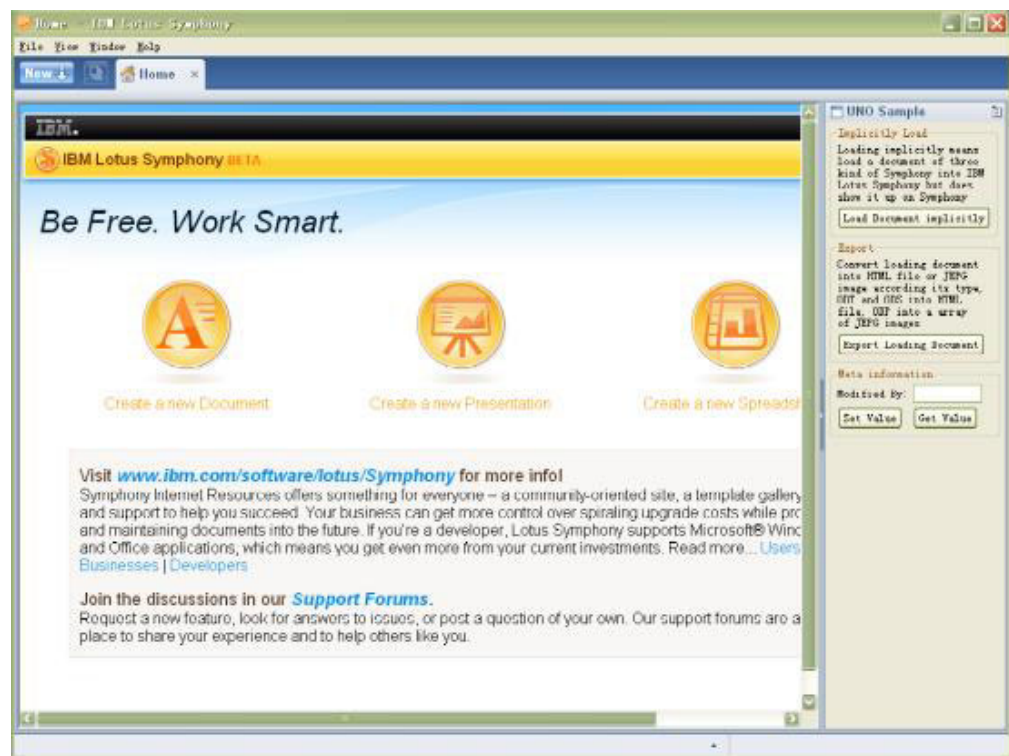 Home - IBM Lotus Symphony
File View Window Help
New
Home ×
IBM.
IBM Lotus Symphony BETA
Be Free. Work Smart.
Create a new Document
Create a new Presentation
Create a new Spreadsh
Visit www.ibm.com/software/lotus/Symphony for more info!
Symphony Internet Resources offers something for everyone – a community-oriented site, a template gallery
and support to help you succeed. Your business can get more control over spiraling upgrade costs while pro
and maintaining documents into the future. If you're a developer, Lotus Symphony supports Microsoft® Winc
and Office applications, which means you get even more from your current investments. Read more... Users
Businesses | Developers
Join the discussions in our Support Forums.
Request a new feature, look for answers to issues, or post a question of your own. Our support forums are a
place to share your experience and to help others like you.
UNO Sample
Implicitly Load
Loading implicitly means
load a document of three
kind of Symphony into IBM
Lotus Symphony but does
show it up on Symphony
Load Document implicitly
Export
Convert loading document
into HTML file or JEPG
image according its type,
ODT and ODS into HTML
file, ODP into a array
of JEPG images
Export Loading Document
Meta information
Modified By:
Set Value Get Value